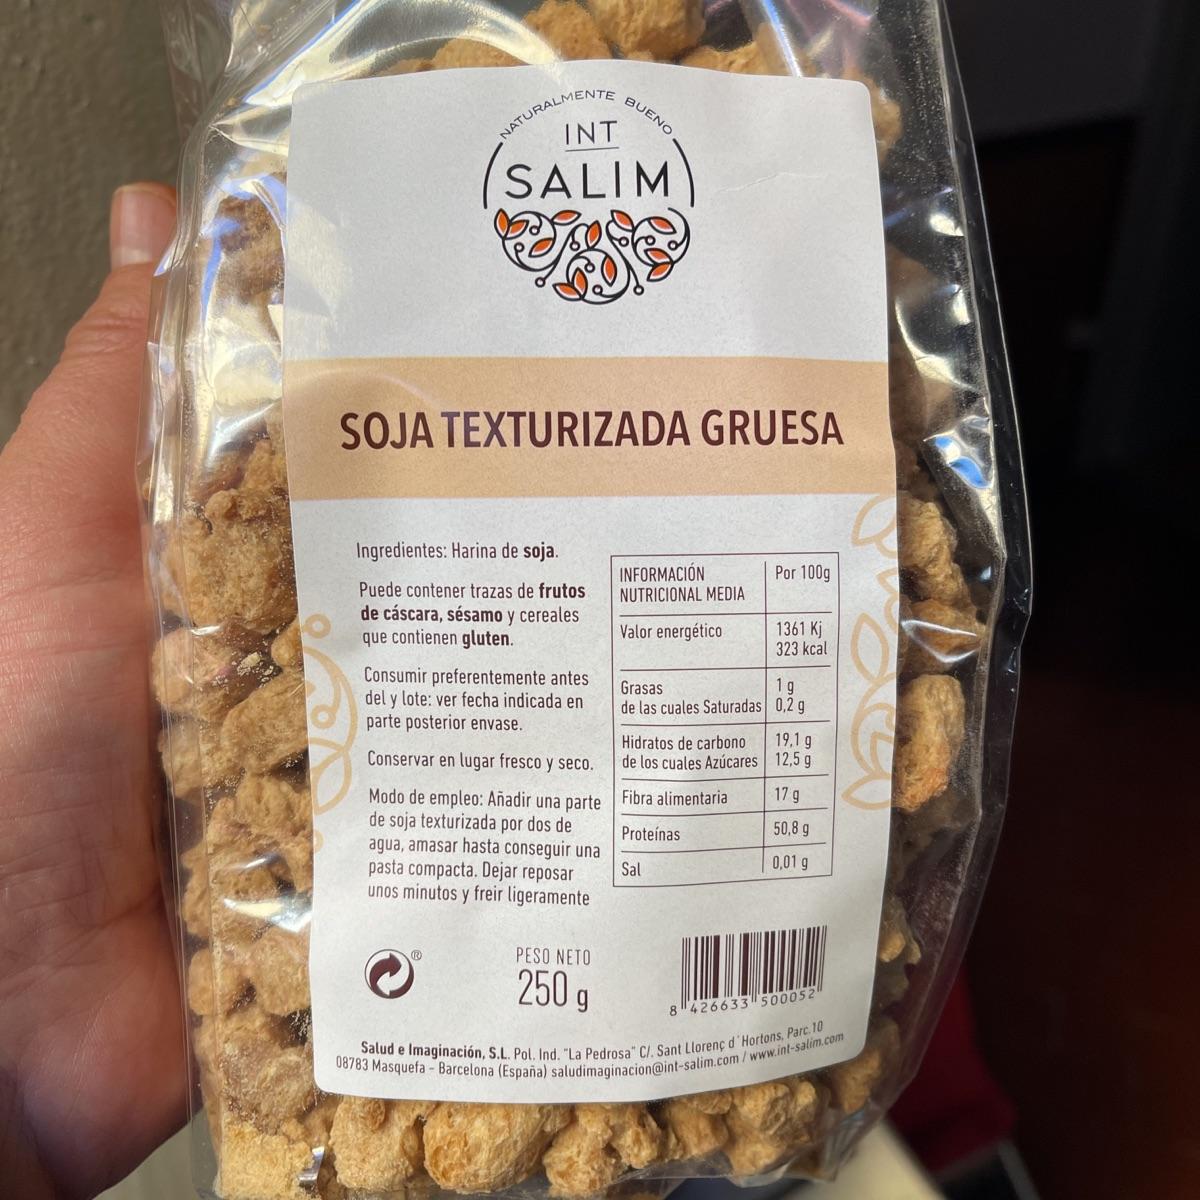 NATURALMENTE BUENO
INT
SALIM
SOJA TEXTURIZADA GRUESA
Ingredientes: Harina de soja.
Puede contener trazas de frutos
de cáscara, sésamo y cereales
que contienen gluten.
Consumir preferentemente antes
del y lote: ver fecha indicada en
parte posterior envase.
Conservar en lugar fresco y seco.
Modo de empleo: Añadir una parte
de soja texturizada por dos de
agua, amasar hasta conseguir una
pasta compacta. Dejar reposar
unos minutos y freir ligeramente
INFORMACIÓN Por 100g
NUTRICIONAL MEDIA
Valor energético 1361 Kj
323 kcal
Grasas 1 g
de las cuales Saturadas 0,2 g
Hidratos de carbono 19,1 g
de los cuales Azúcares 12,5 g
Fibra alimentaria 17 g
Proteínas 50,8 g
Sal 0,01 g
®
PESO NETO
250 g
8 426633 500052
Salud e Imaginación, S.L. Pol. Ind. "La Pedrosa" C/. Sant Llorenç d'Hortons, Parc.10
08783 Masquefa - Barcelona (España) saludimaginacion@int-salim.com / www.int-salim.com